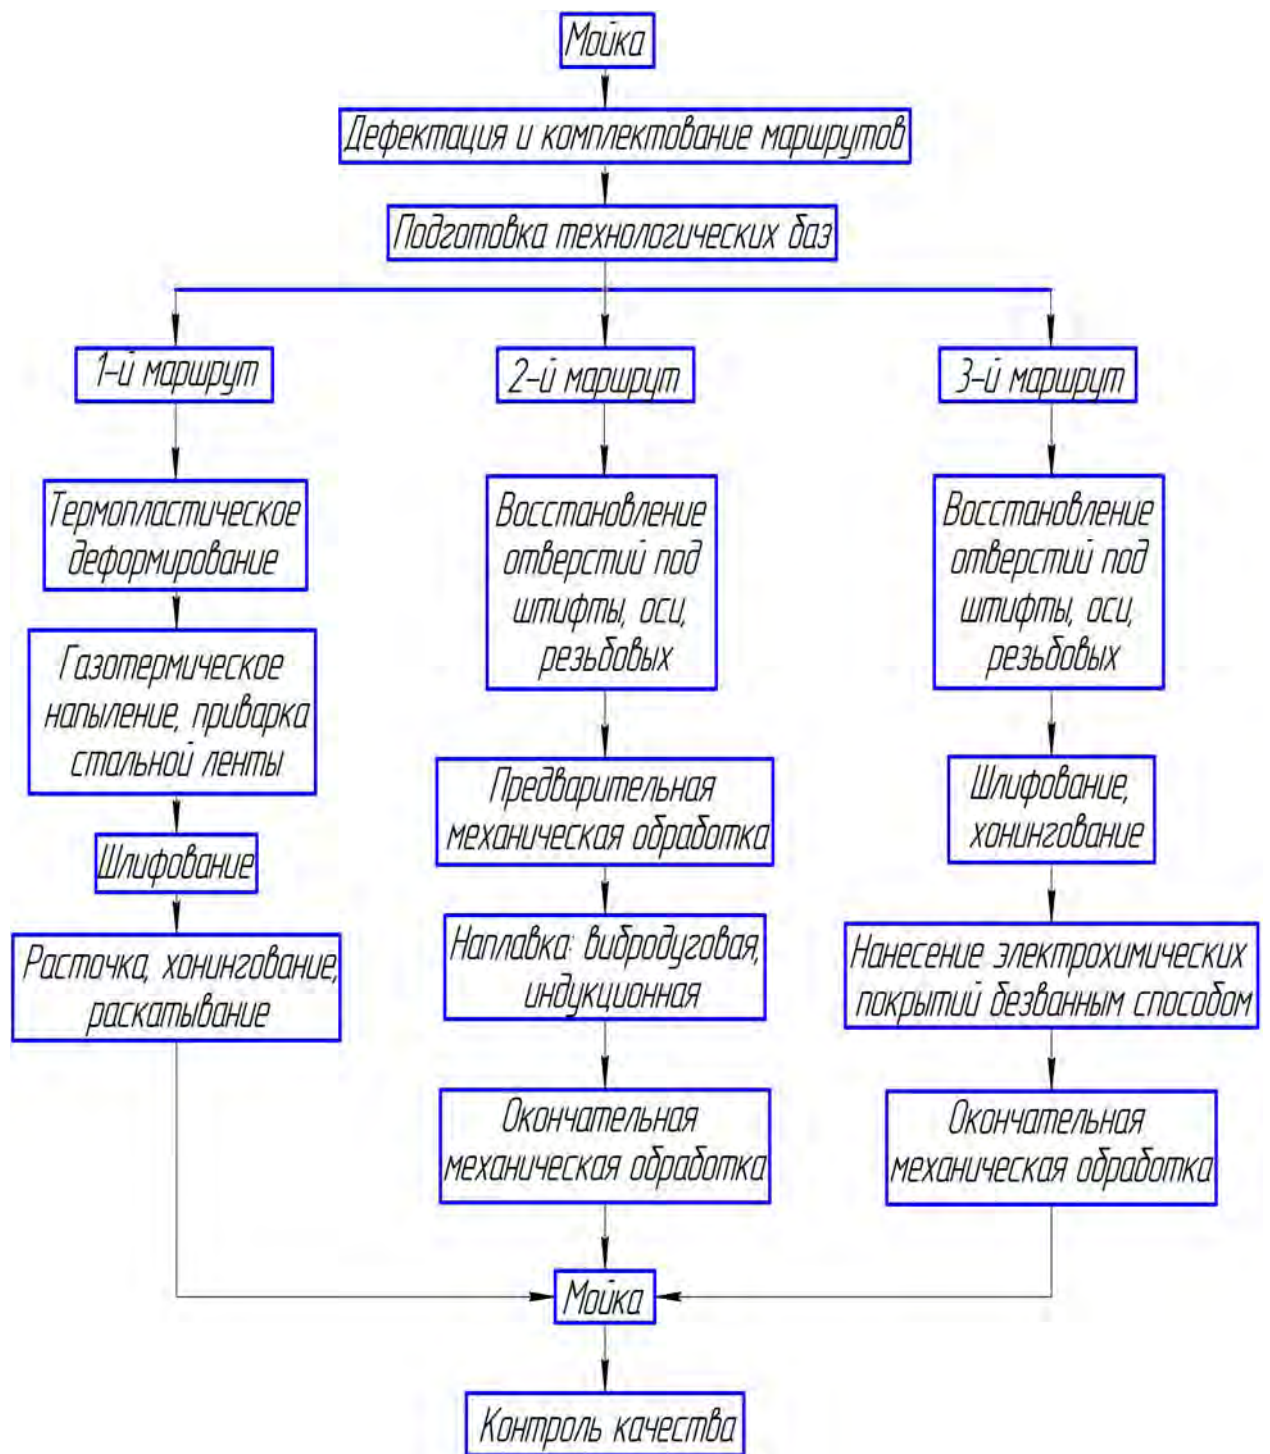 Мойка
Дефектация и комплектование маршрутов
Подготовка технологических баз
1-й маршрут
Термопластическое
деформирование
Газотермическое
напыление, приварка
стальной ленты
Шлифование
Расточка, хонингование,
раскатывание
2-й маршрут
Восстановление
отверстий под
штифты, оси,
резьбовых
Предварительная
механическая обработка
Наплавка: вибродуговая,
индукционная
Окончательная
механическая обработка
3-й маршрут
Восстановление
отверстий под
штифты, оси,
резьбовых
Шлифование,
хонингование
Нанесение электрохимических
покрытий безванным способом
Окончательная
механическая обработка
Мойка
Контроль качества